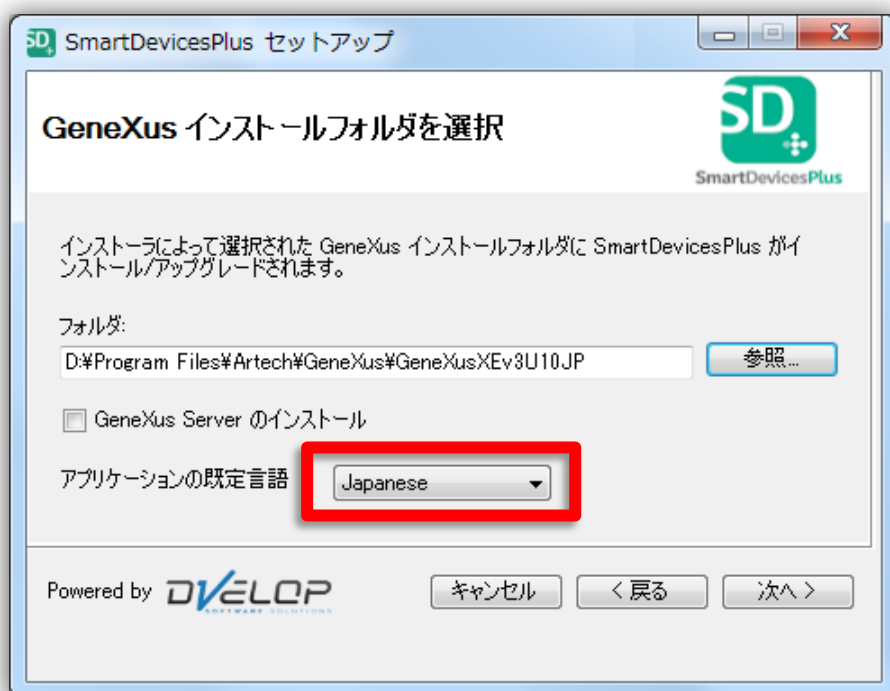 SD+ SmartDevicesPlus セットアップ
GeneXus インストールフォルダを選択
SD+
SmartDevicesPlus
インストーラによって選択された GeneXus インストールフォルダに SmartDevicesPlus がイ
ンストール/アップグレードされます。
フォルダ:
D:¥Program Files¥Artech¥GeneXus¥GeneXusXEv3U10JP
参照...
GeneXus Server のインストール
アプリケーションの既定言語
Japanese
Powered by DVELOP
SOFTWARE SOLUTIONS
キャンセル
< 戻る
次へ >